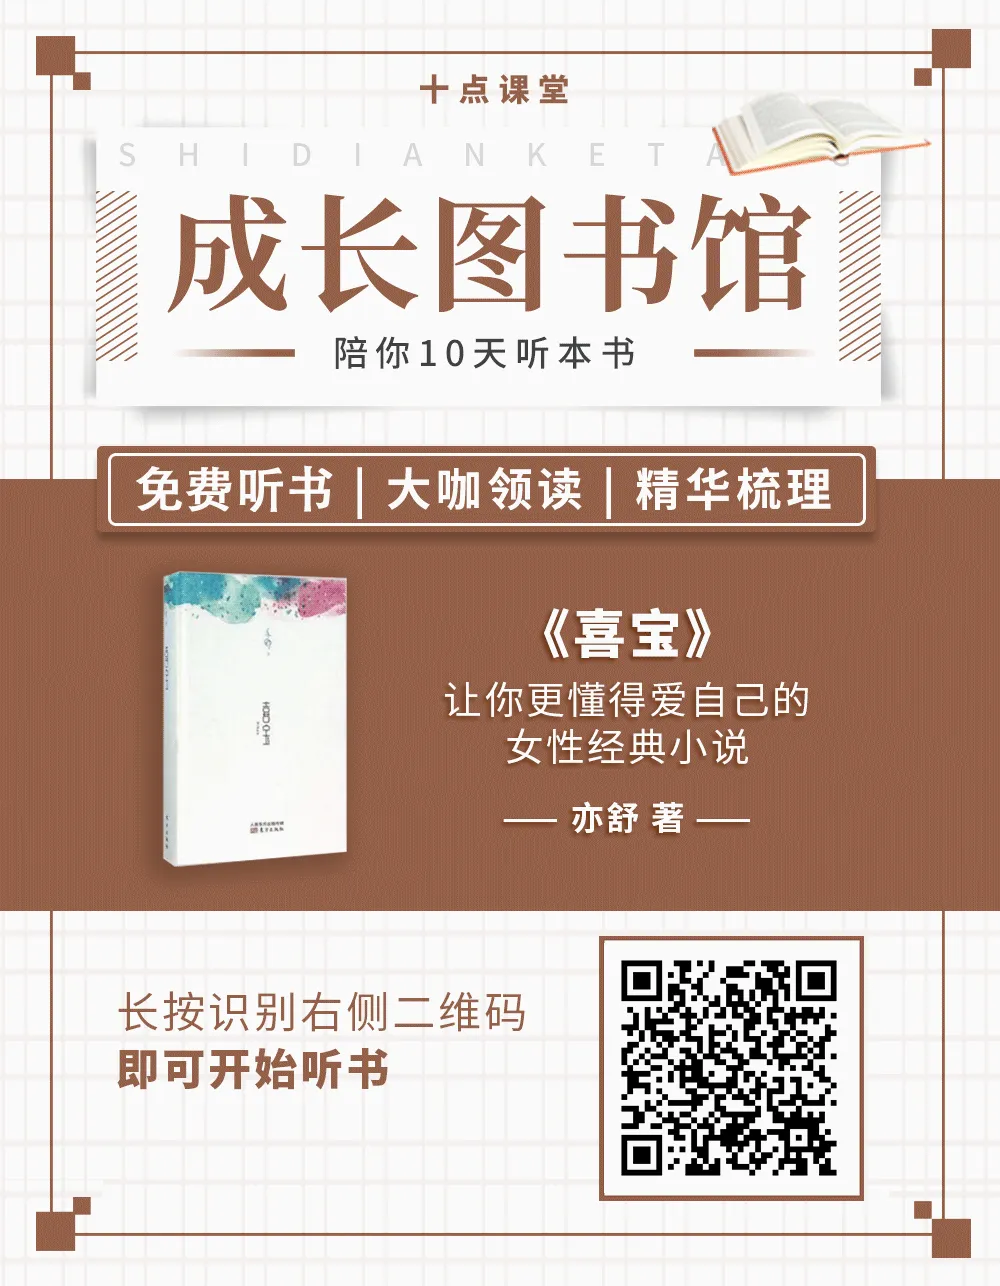 十点课堂
SHIDIANKETA
成长图书馆
陪你10天听本书
免费听书 | 大咖领读 | 精华梳理
喜宝
《喜宝》
让你更懂得爱自己的
女性经典小说
亦舒 著
长按识别右侧二维码
即可开始听书